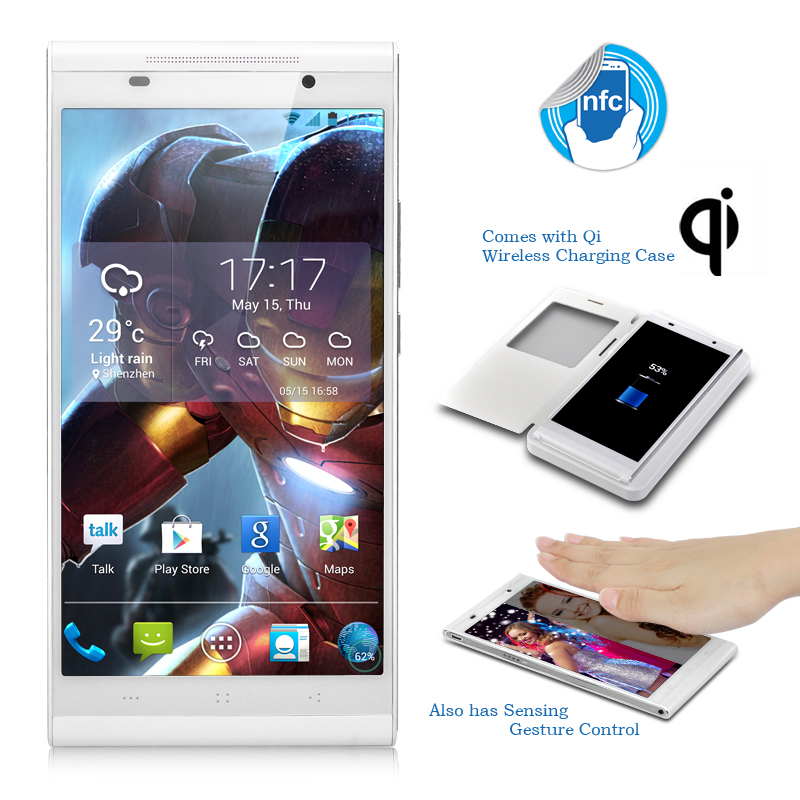 nfc
qi
Comes with Qi
Wireless Charging Case
17:17
May 15, Thu
29°c
Light rain
Shenzhen
FRI SAT SUN MON
05/15 16:58
53%
talk
g
Talk Play Store Google Maps
62%
Also has Sensing
Gesture Control